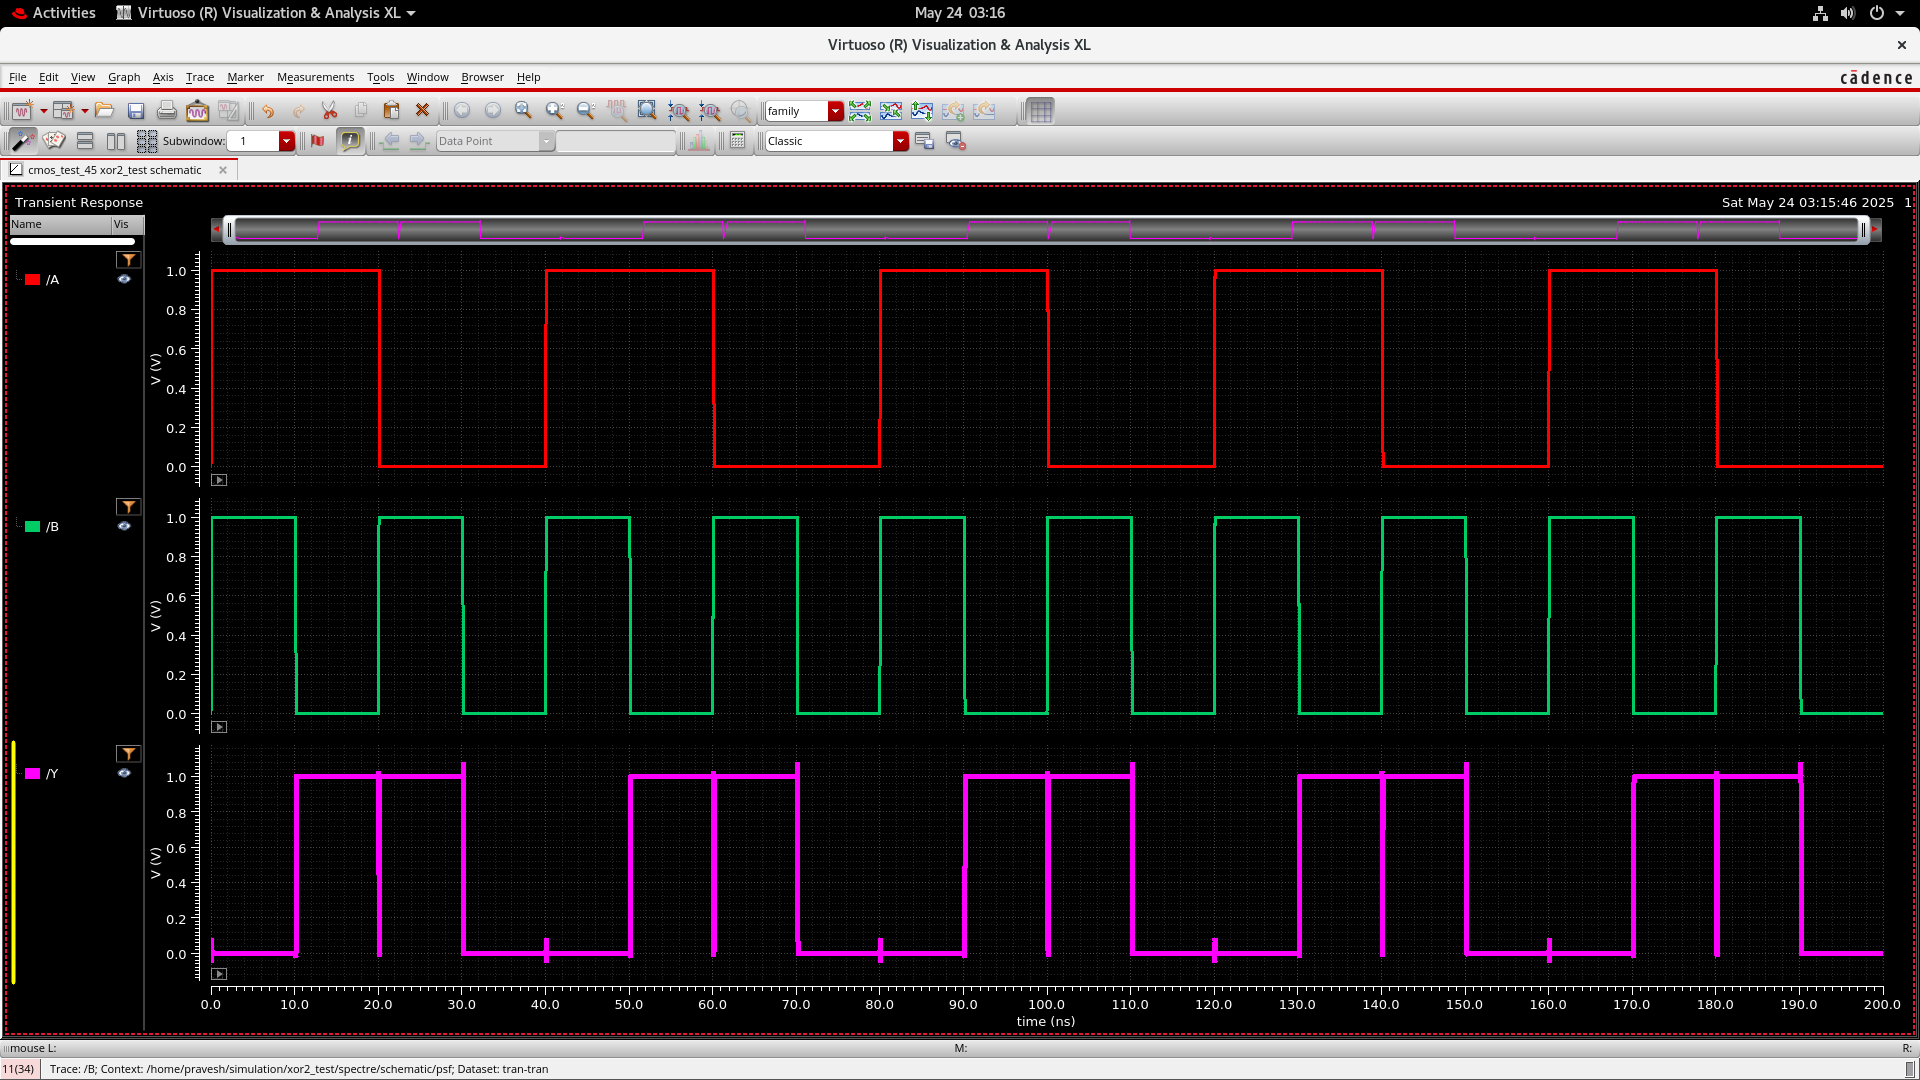 Activities
Virtuoso (R) Visualization & Analysis XL
May 24 03:16
Virtuoso (R) Visualization & Analysis XL
File Edit View Graph Axis Trace Marker Measurements Tools Window Browser Help
cādence
family
Subwindow: 1
Data Point
Classic
cmos_test_45 xor2_test schematic
Transient Response
Sat May 24 03:15:46 2025 1
Name Vis
/A
1.0
0.8
0.6
0.4
0.2
0.0
V (V)
/B
1.0
0.8
0.6
0.4
0.2
0.0
V (V)
/Y
1.0
0.8
0.6
0.4
0.2
0.0
V (V)
0.0 10.0 20.0 30.0 40.0 50.0 60.0 70.0 80.0 90.0 100.0 110.0 120.0 130.0 140.0 150.0 160.0 170.0 180.0 190.0 200.0
time (ns)
mouse L: M: R:
11(34) Trace: /B; Context: /home/pravesh/simulation/xor2_test/spectre/schematic/psf; Dataset: tran-tran